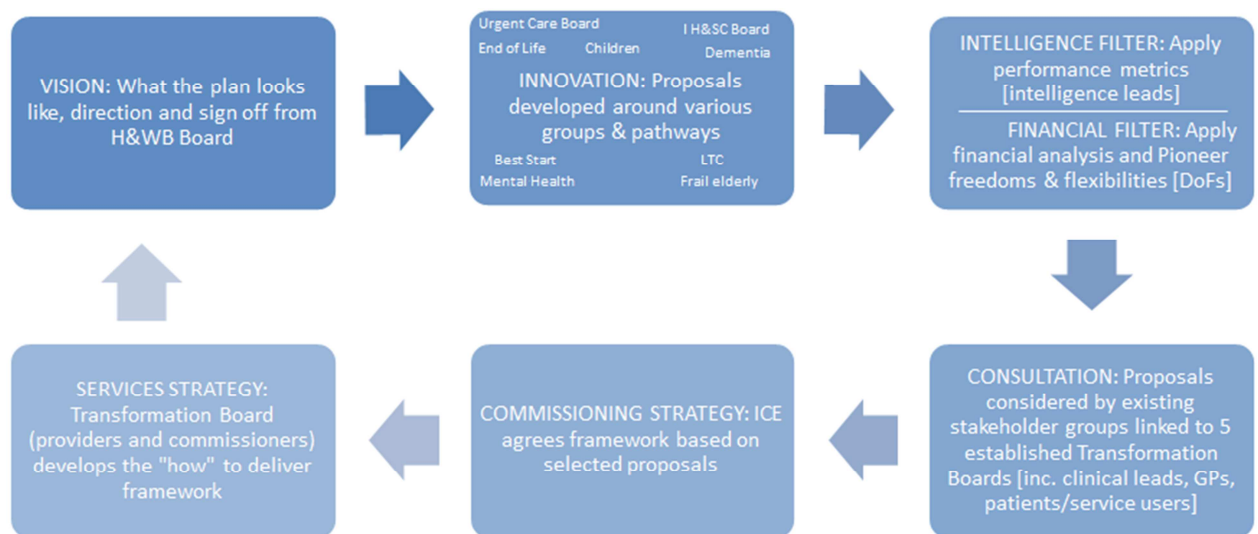 VISION: What the plan looks
like, direction and sign off from
H&WB Board
Urgent Care Board
I H&SC Board
End of Life
Children
Dementia
INNOVATION: Proposals
developed around various
groups & pathways
Best Start
LTC
Mental Health
Frail elderly
INTELLIGENCE FILTER: Apply
performance metrics
[intelligence leads]
FINANCIAL FILTER: Apply
financial analysis and Pioneer
freedoms & flexibilities [DoFs]
CONSULTATION: Proposals
considered by existing
stakeholder groups linked to 5
established Transformation
Boards [inc. clinical leads, GPs,
patients/service users]
COMMISSIONING STRATEGY: ICE
agrees framework based on
selected proposals
SERVICES STRATEGY:
Transformation Board
(providers and commissioners)
develops the "how" to deliver
framework